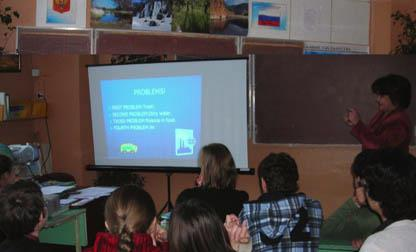 PROBLEMS!
FIRST PROBLEM-Trash;
SECOND PROBLEM-Dirty water;
THIRD PROBLEM-Poisons in food;
FOURTH PROBLEM-Air